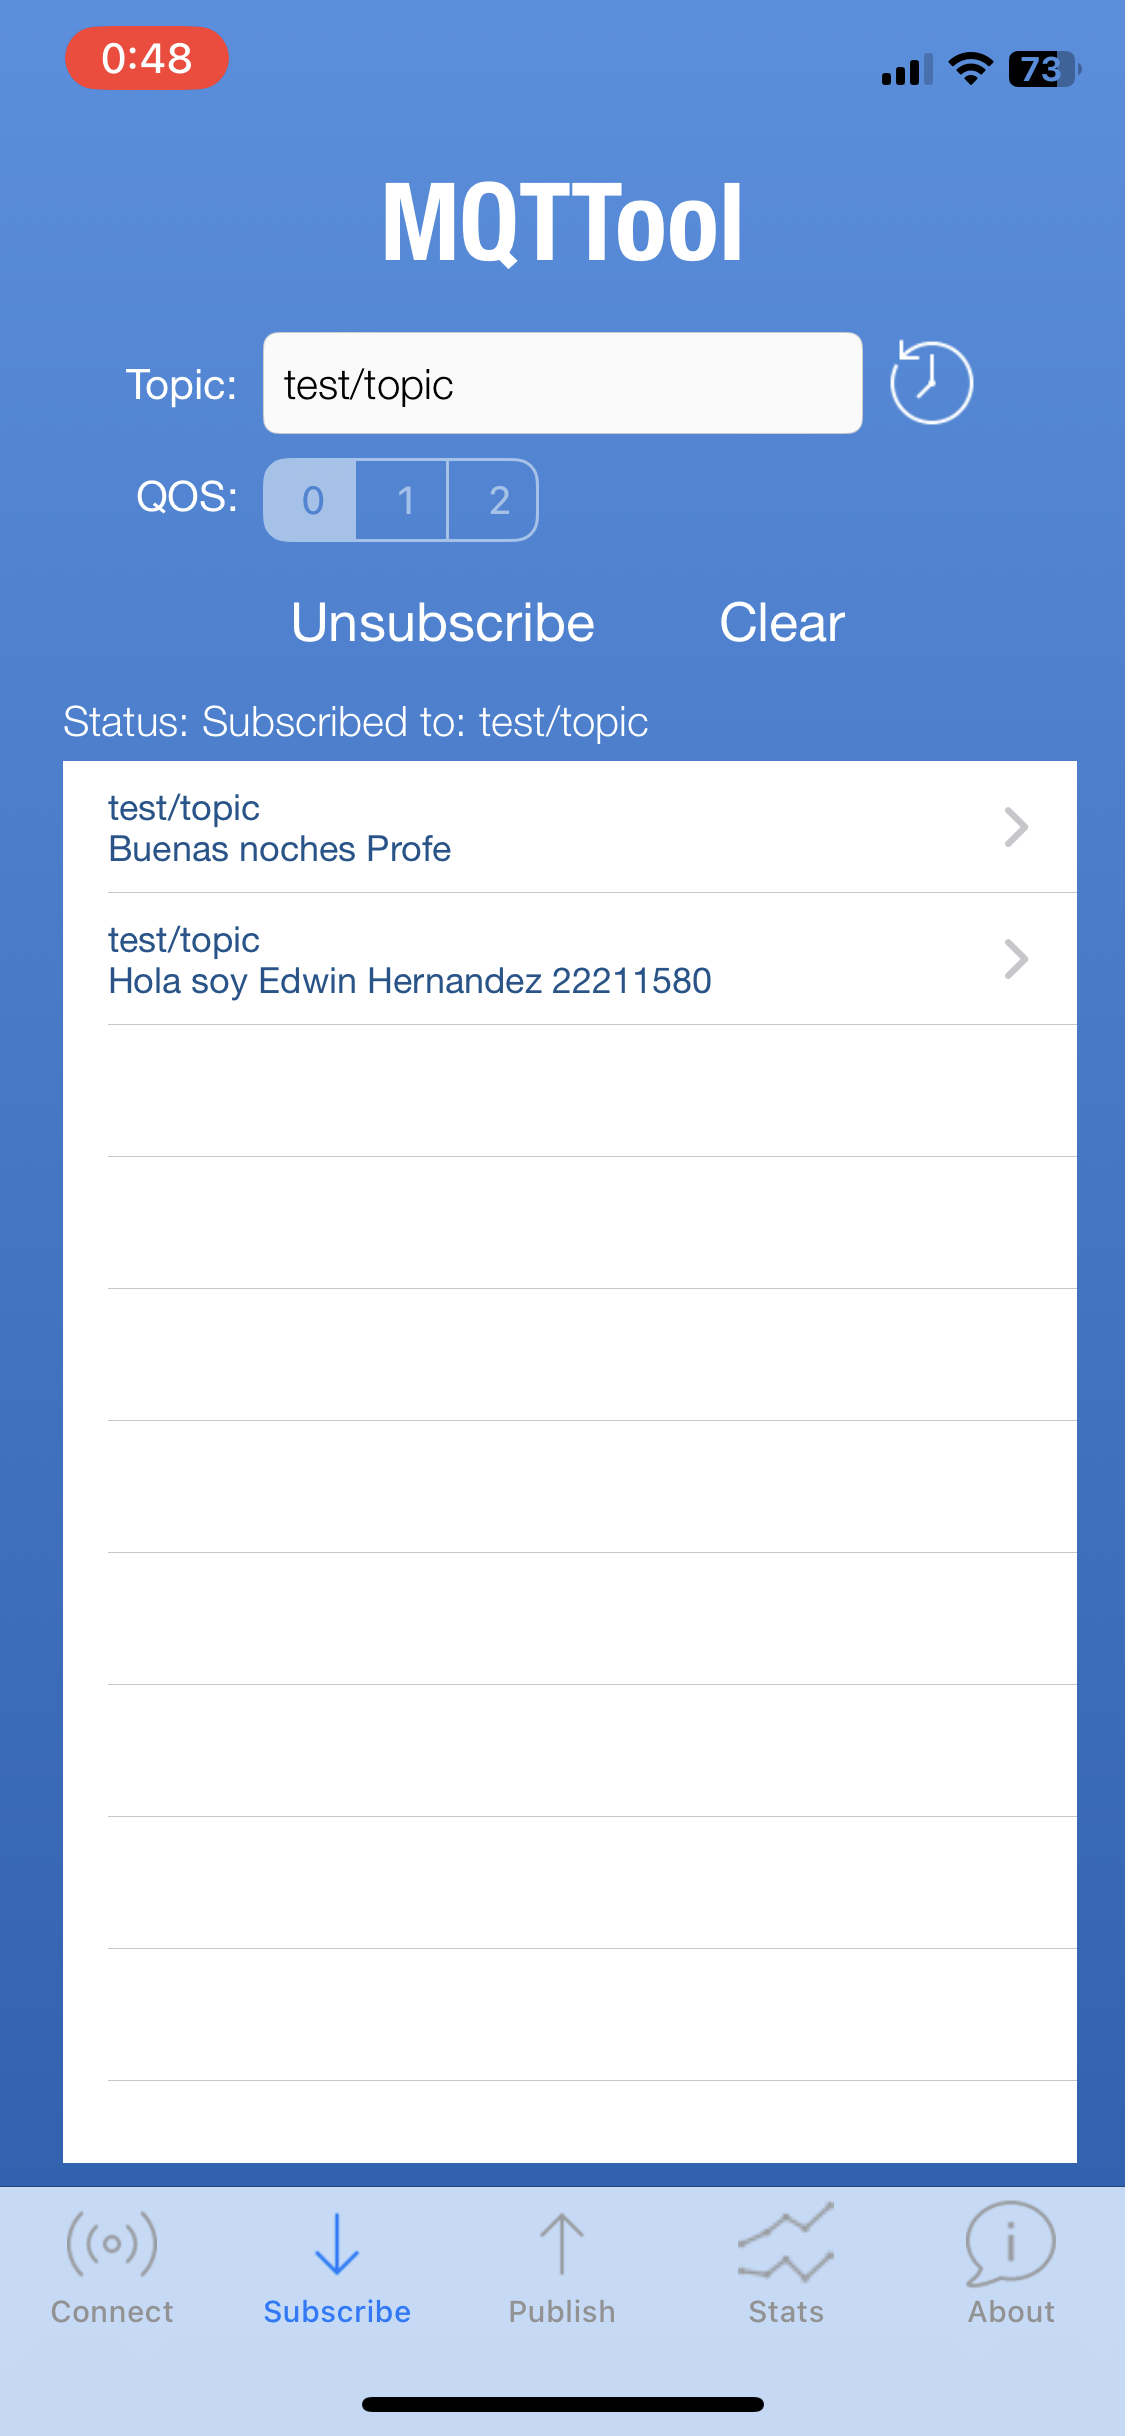 0:48
73
MQTTool
Topic: test/topic
QOS: 0 1 2
Unsubscribe Clear
Status: Subscribed to: test/topic
test/topic
Buenas noches Profe
test/topic
Hola soy Edwin Hernandez 22211580
Connect Subscribe Publish Stats About